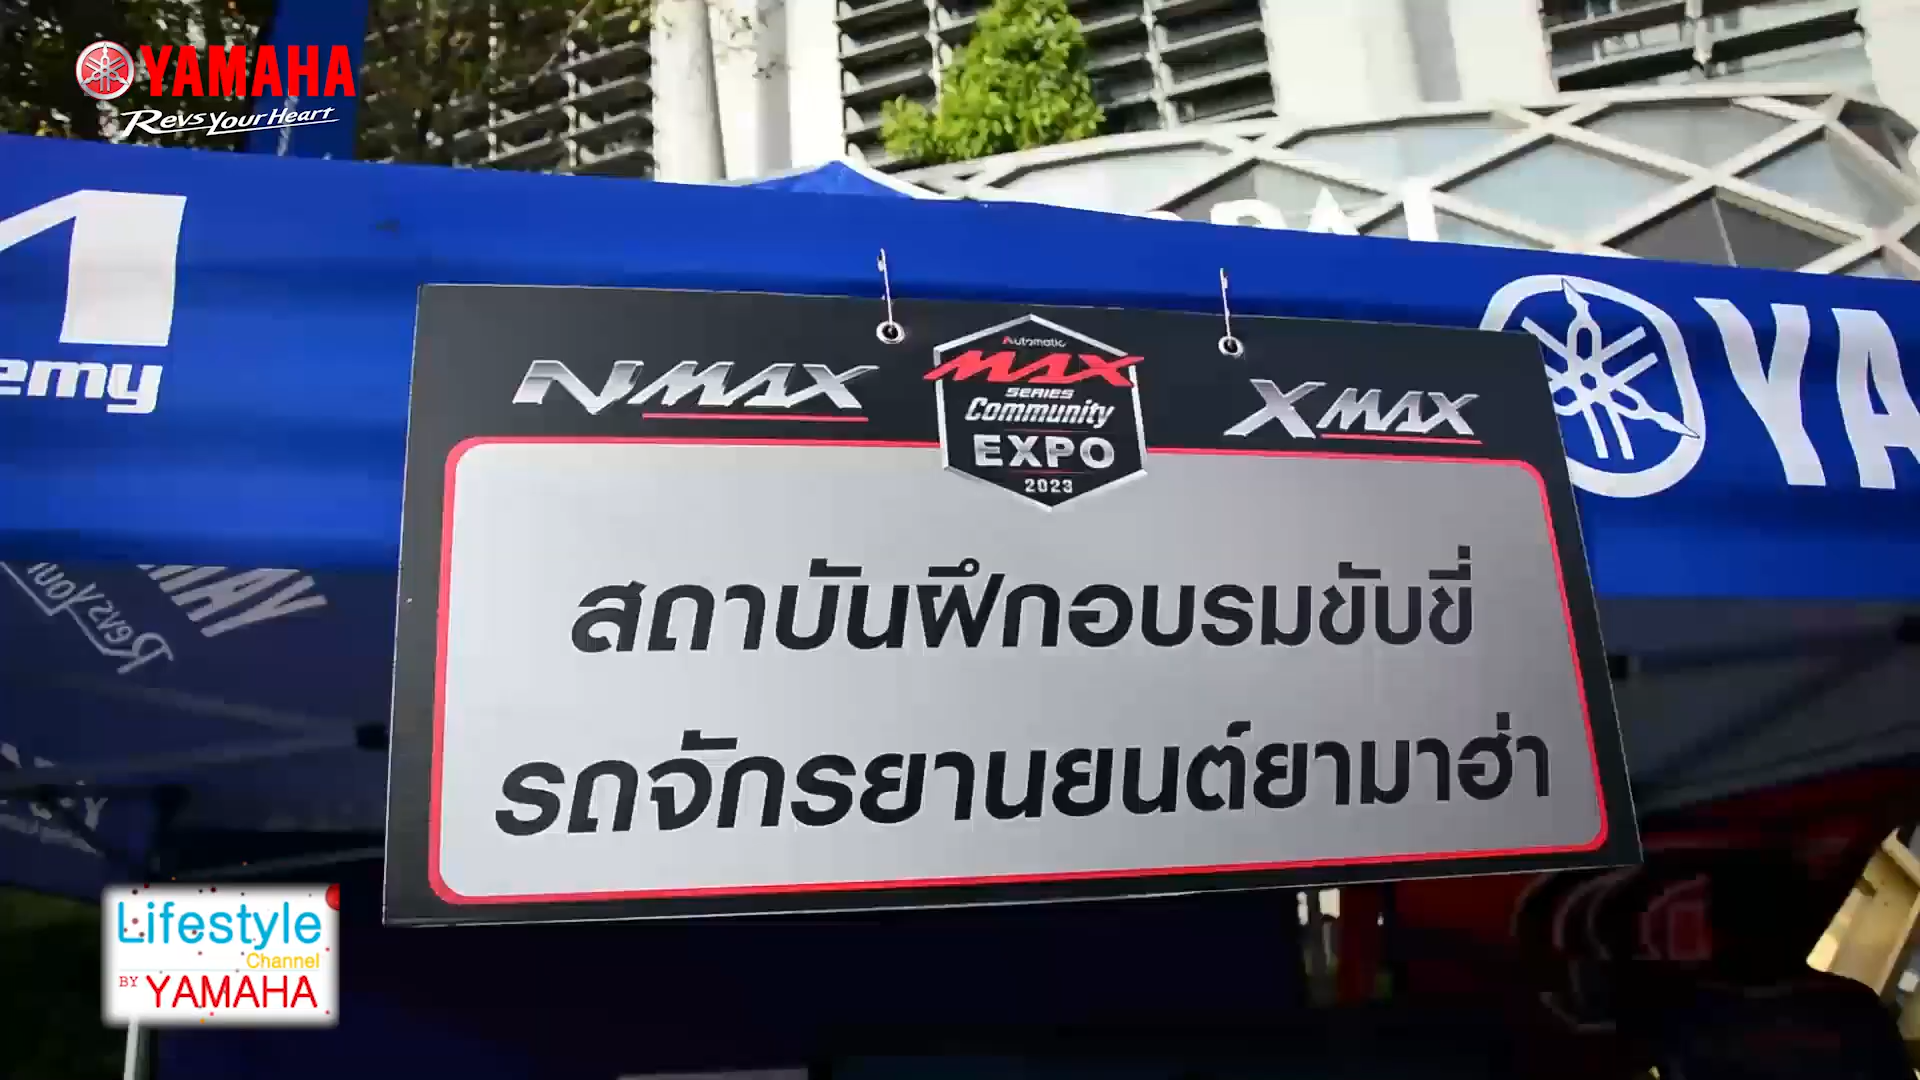 YAMAHA
Revs Your Heart
emy
YA
NMAX
Automatic
MAX
SERIES
Community
EXPO
2023
XMAX
สถาบันฝึกอบรมขับขี่
รถจักรยานยนต์ยามาฮ่า
Lifestyle
Channel
BY YAMAHA